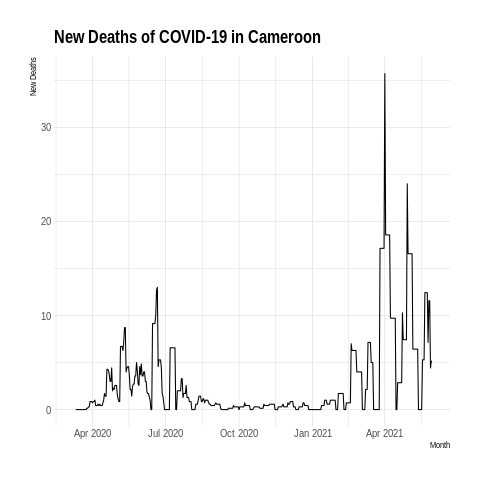 New Deaths of COVID-19 in Cameroon
New Deaths
30
20
10
0
Apr 2020 Jul 2020 Oct 2020 Jan 2021 Apr 2021
Month